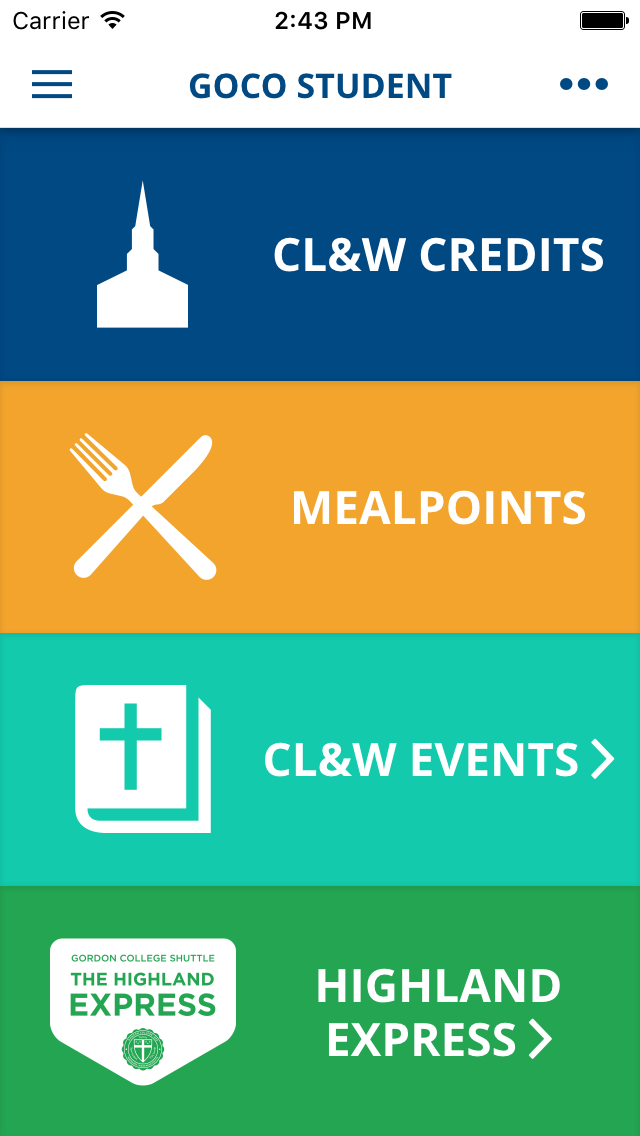 Carrier 2:43 PM
GOCO STUDENT
CL&W CREDITS
MEALPOINTS
CL&W EVENTS
GORDON COLLEGE SHUTTLE
THE HIGHLAND
EXPRESS
HIGHLAND
EXPRESS